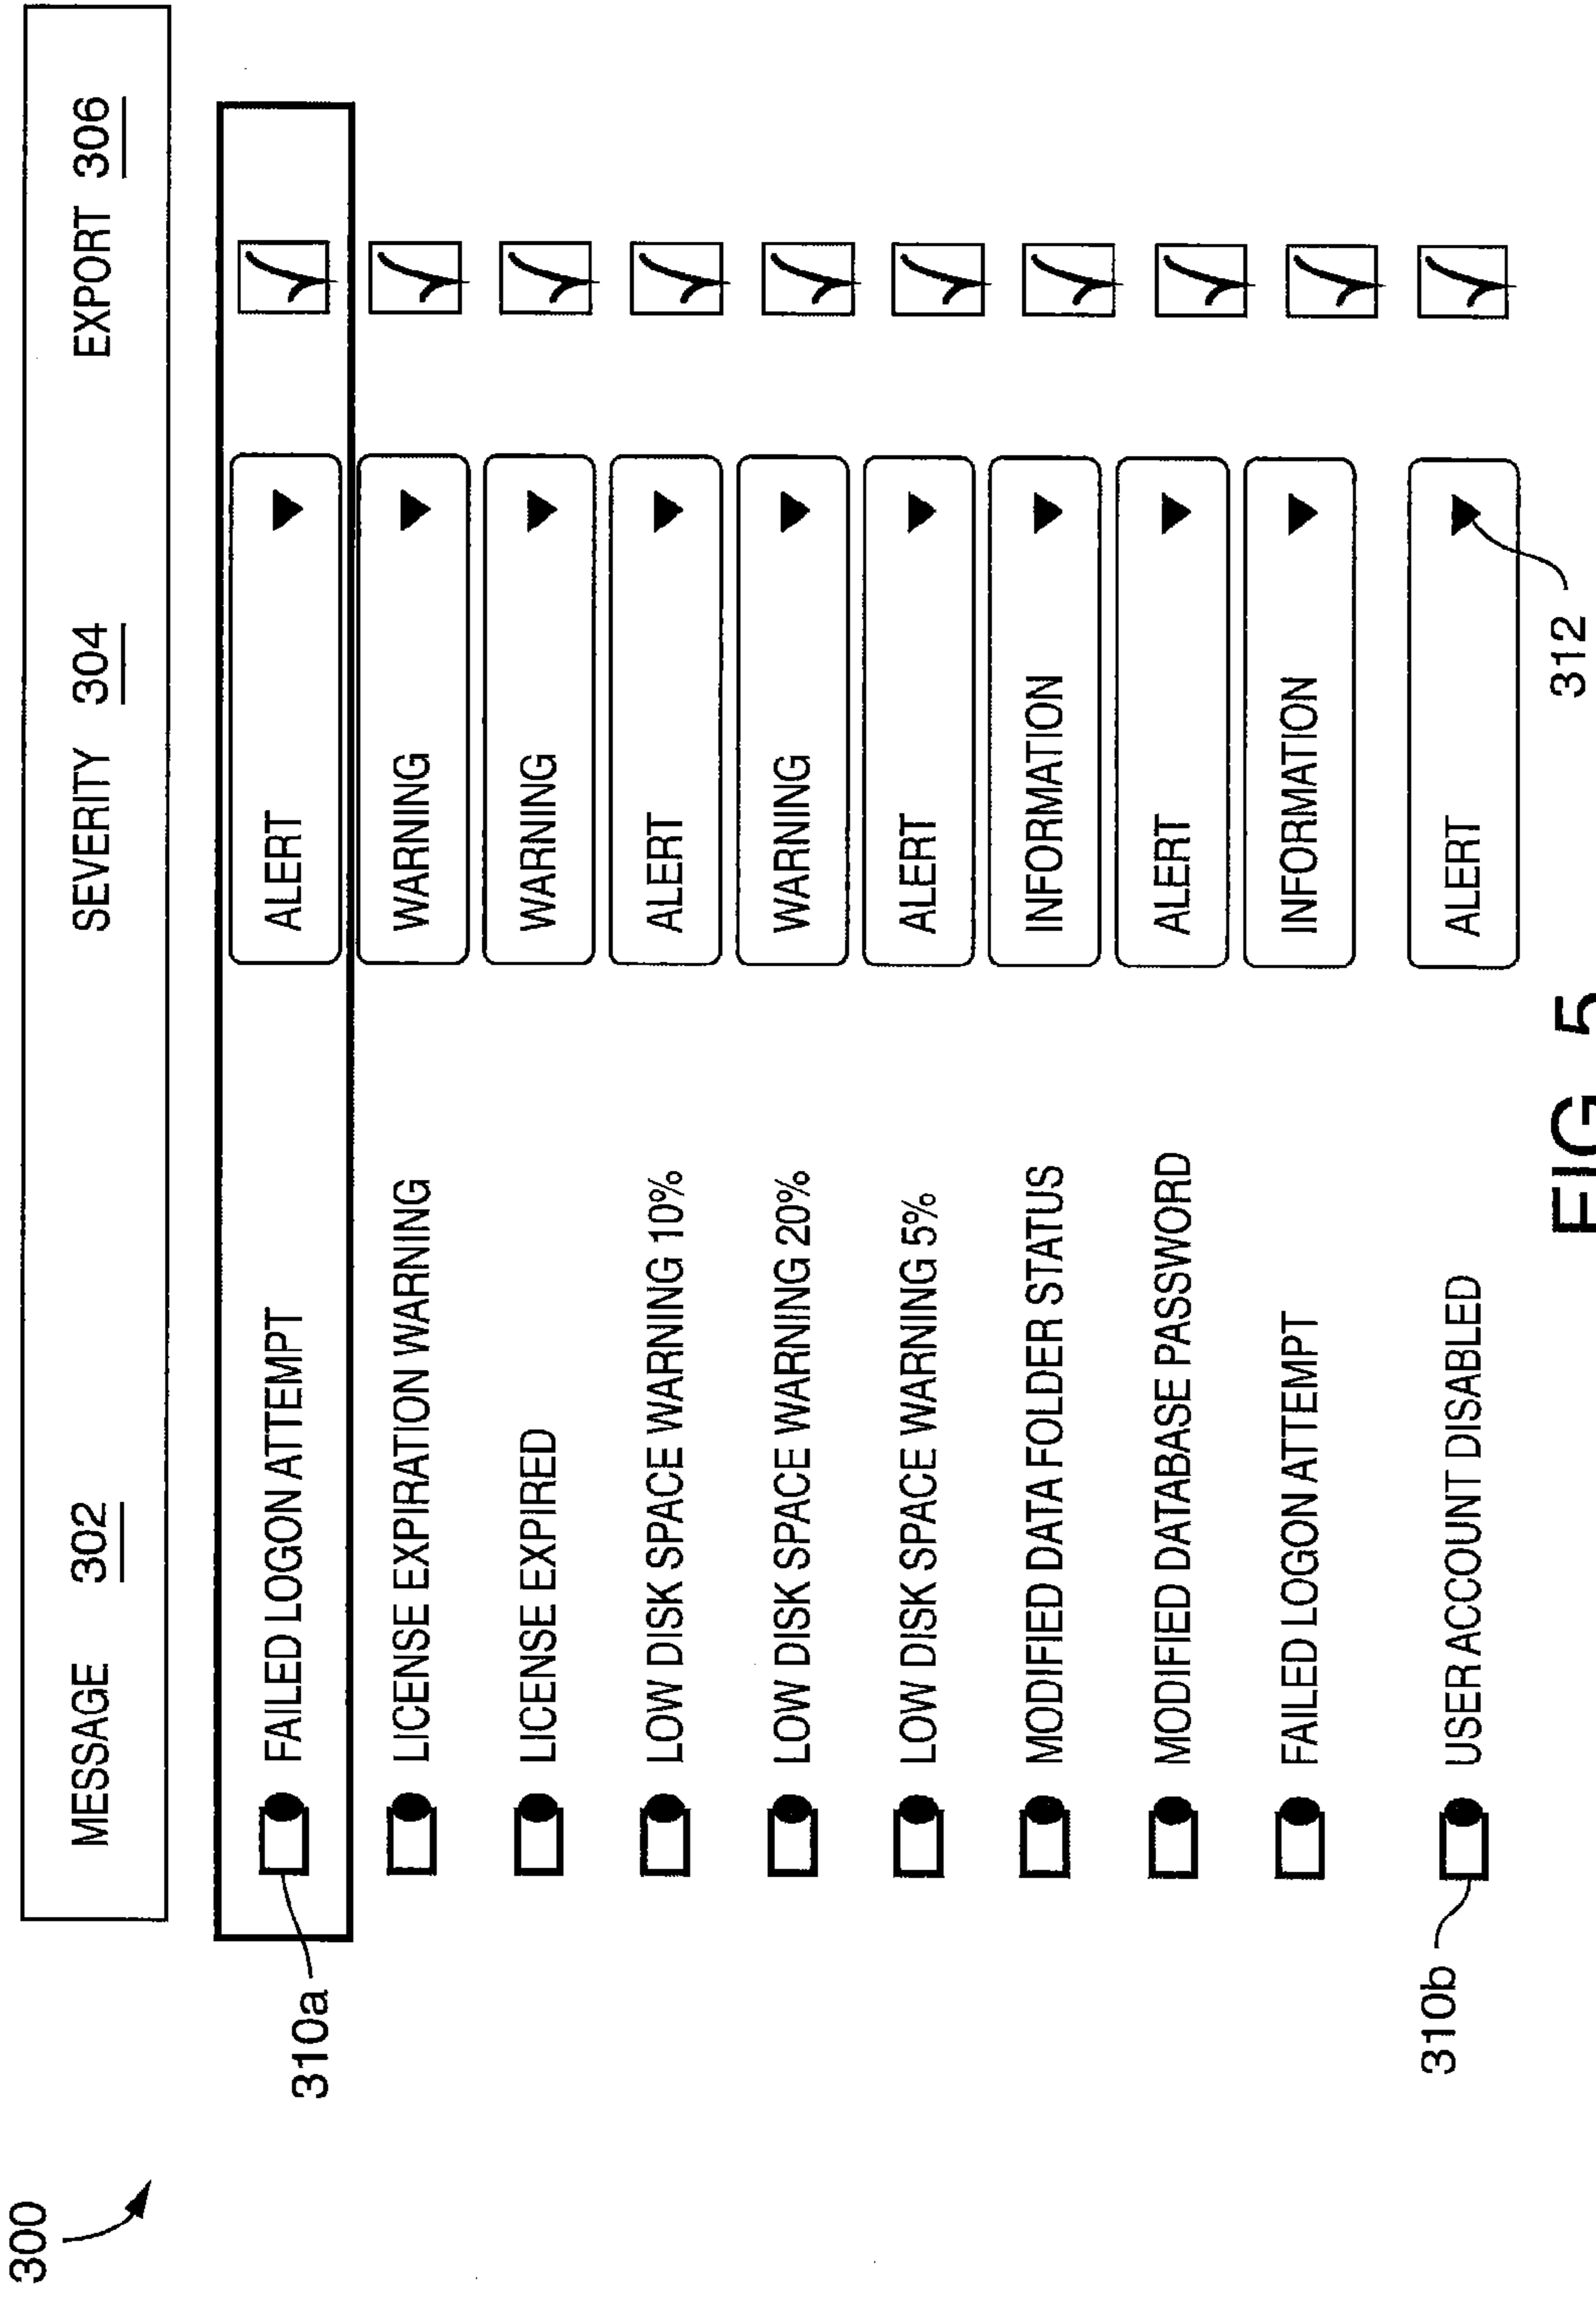 300
MESSAGE 302 SEVERITY 304 EXPORT 306
310a
FAILED LOGON ATTEMPT ALERT
LICENSE EXPIRATION WARNING WARNING
LICENSE EXPIRED WARNING
LOW DISK SPACE WARNING 10% ALERT
LOW DISK SPACE WARNING 20% WARNING
LOW DISK SPACE WARNING 5% ALERT
MODIFIED DATA FOLDER STATUS INFORMATION
MODIFIED DATABASE PASSWORD ALERT
FAILED LOGON ATTEMPT INFORMATION
310b
USER ACCOUNT DISABLED ALERT
312
FIG. 5